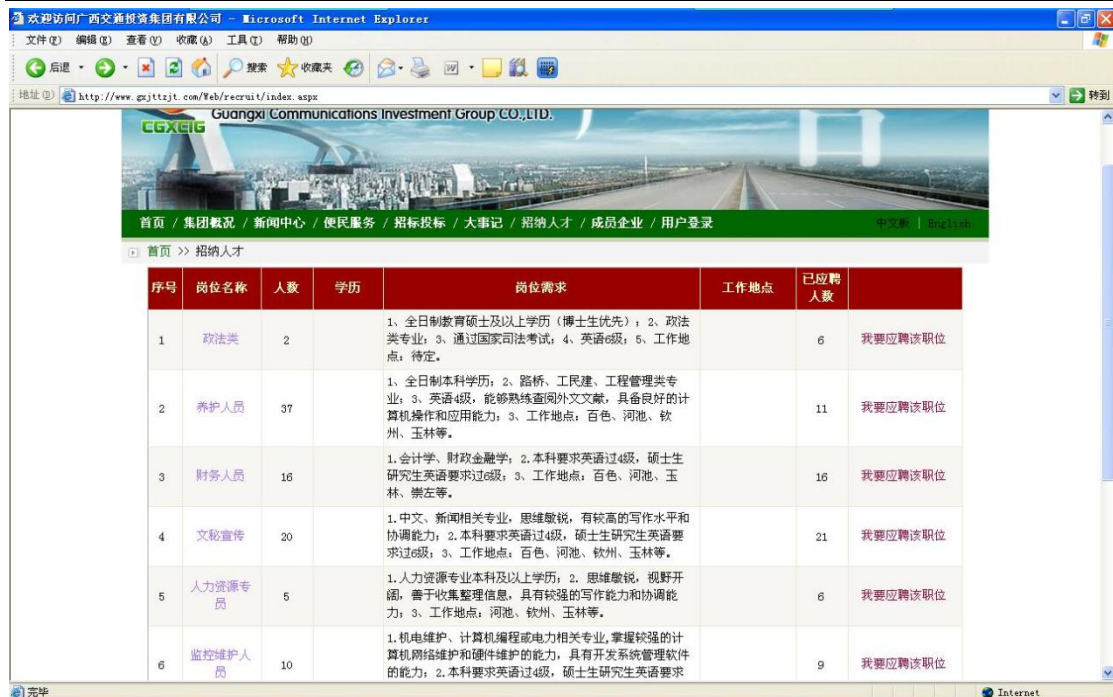 欢迎访问广西交通投资集团有限公司 - Microsoft Internet Explorer
文件(F) 编辑(E) 查看(V) 收藏(A) 工具(T) 帮助(H)
后退 搜索 收藏夹
地址(D) http://www.gxjttzjt.com/Web/recruit/index.aspx 转到
CGXCIG Guangxi Communications Investment Group CO.,LTD.
首页 / 集团概况 / 新闻中心 / 便民服务 / 招标投标 / 大事记 / 招纳人才 / 成员企业 / 用户登录 中文版 | English
首页 >> 招纳人才
序号 岗位名称 人数 学历 岗位需求 工作地点 已应聘
人数
1、全日制教育硕士及以上学历（博士生优先）；2、政法
1 政法类 2 类专业；3、通过国家司法考试；4、英语6级；5、工作地 6 我要应聘该职位
点：待定。
1、全日制本科学历；2、路桥、工民建、工程管理类专
业；3、英语4级，能够熟练查阅外文文献，具备良好的计
2 养护人员 37 算机操作和应用能力；3、工作地点：百色、河池、钦 11 我要应聘该职位
州、玉林等。
1.会计学、财政金融学；2.本科要求英语过4级，硕士生
3 财务人员 16 研究生英语要求过6级；3、工作地点：百色、河池、玉 16 我要应聘该职位
林、崇左等。
1.中文、新闻相关专业，思维敏锐，有较高的写作水平和
4 文秘宣传 20 协调能力；2.本科要求英语过4级，硕士生研究生英语要 21 我要应聘该职位
求过6级；3、工作地点：百色、河池、钦州、玉林等。
1.人力资源专业本科及以上学历；2. 思维敏锐，视野开
5 人力资源专员 5 阔，善于收集整理信息，具有较强的写作能力和协调能 6 我要应聘该职位
力；3、工作地点：河池、钦州、玉林等。
1.机电维护、计算机编程或电力相关专业,掌握较强的计
6 监控维护人员 10 算机网络维护和硬件维护的能力，具有开发系统管理软件 9 我要应聘该职位
的能力；2.本科要求英语过4级，硕士生研究生英语要求
完毕 Internet